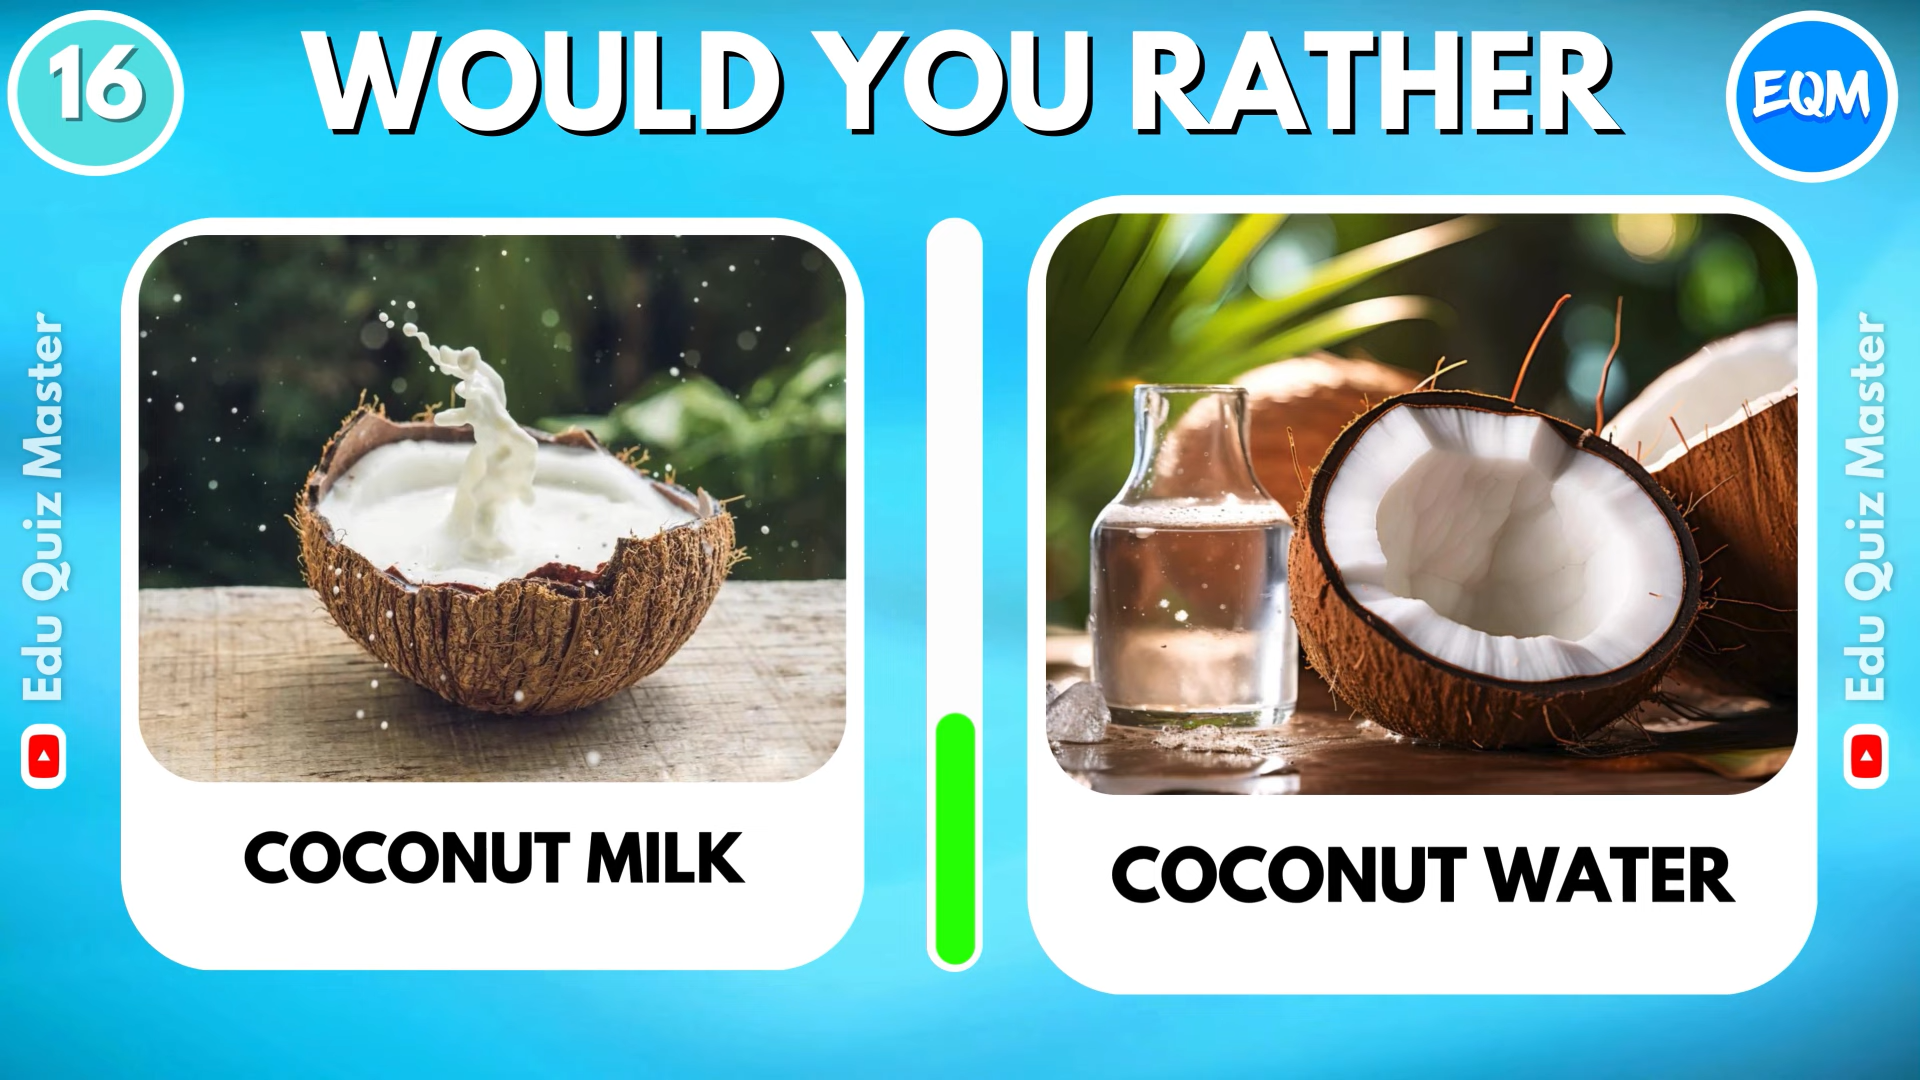 16
WOULD YOU RATHER
EQM
Edu Quiz Master
COCONUT MILK
COCONUT WATER
Edu Quiz Master